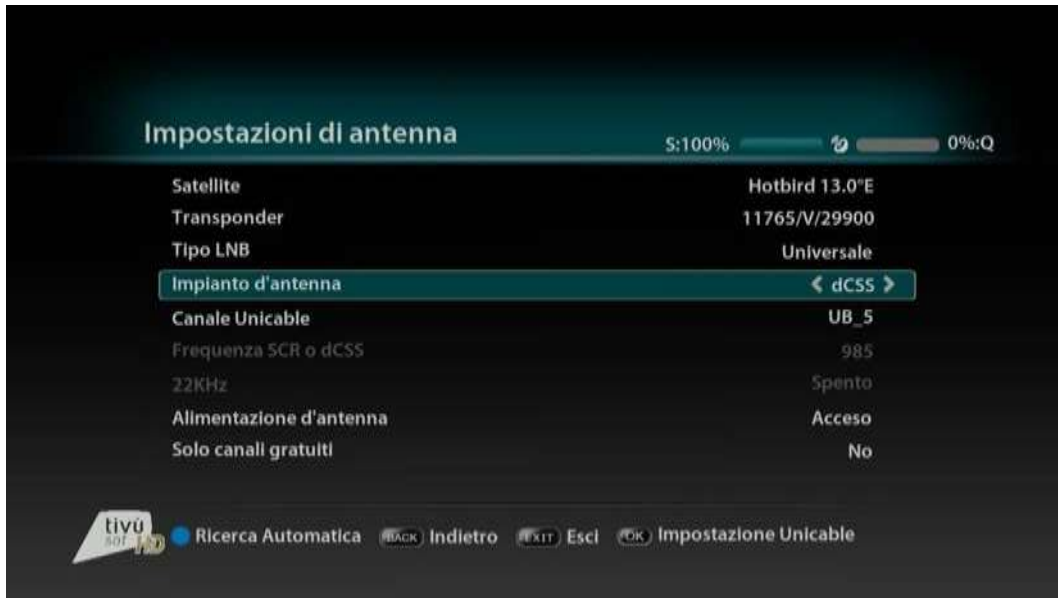 Impostazioni di antenna
S:100% 0%:Q
Satellite Hotbird 13.0°E
Transponder 11765/V/29900
Tipo LNB Universale
Impianto d'antenna dCSS
Canale Unicable UB_5
Frequenza SCR o dCSS 985
22KHz Spento
Alimentazione d'antenna Acceso
Solo canali gratuiti No
tivù
sat HD
Ricerca Automatica BACK Indietro EXIT Esci OK Impostazione Unicable